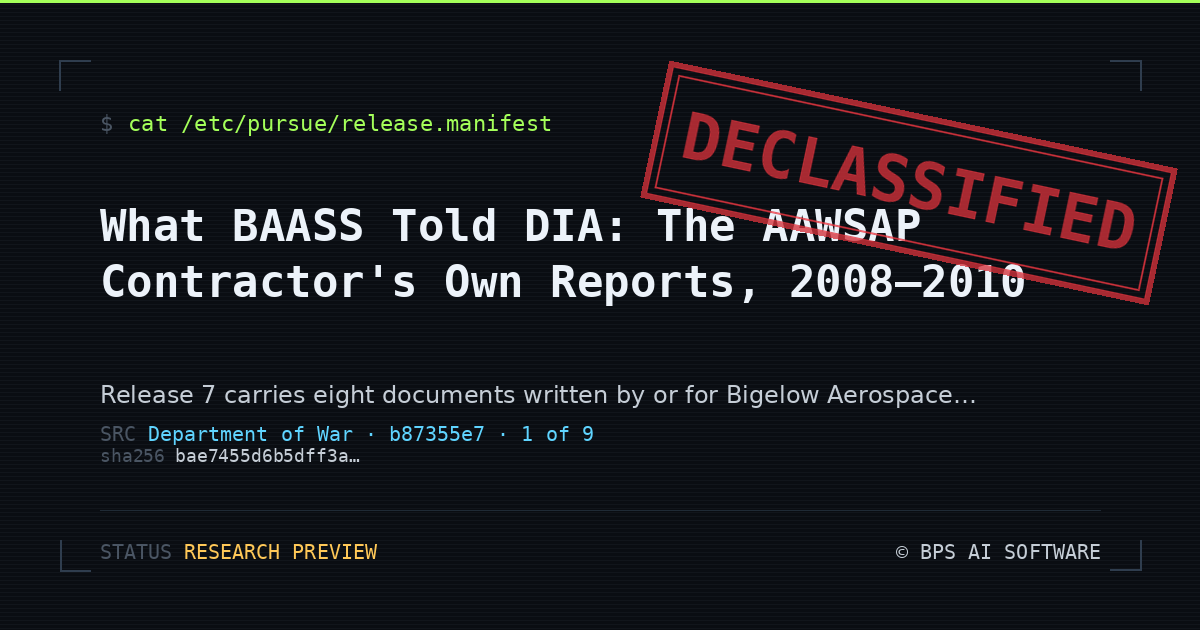 $ cat /etc/pursue/release.manifest
DECLASSIFIED
What BAASS Told DIA: The AAWSAP
Contractor's Own Reports, 2008—2010
Release 7 carries eight documents written by or for Bigelow Aerospace…
SRC Department of War · b87355e7 · 1 of 9
sha256 bae7455d6b5dff3a…
STATUS RESEARCH PREVIEW
© BPS AI SOFTWARE